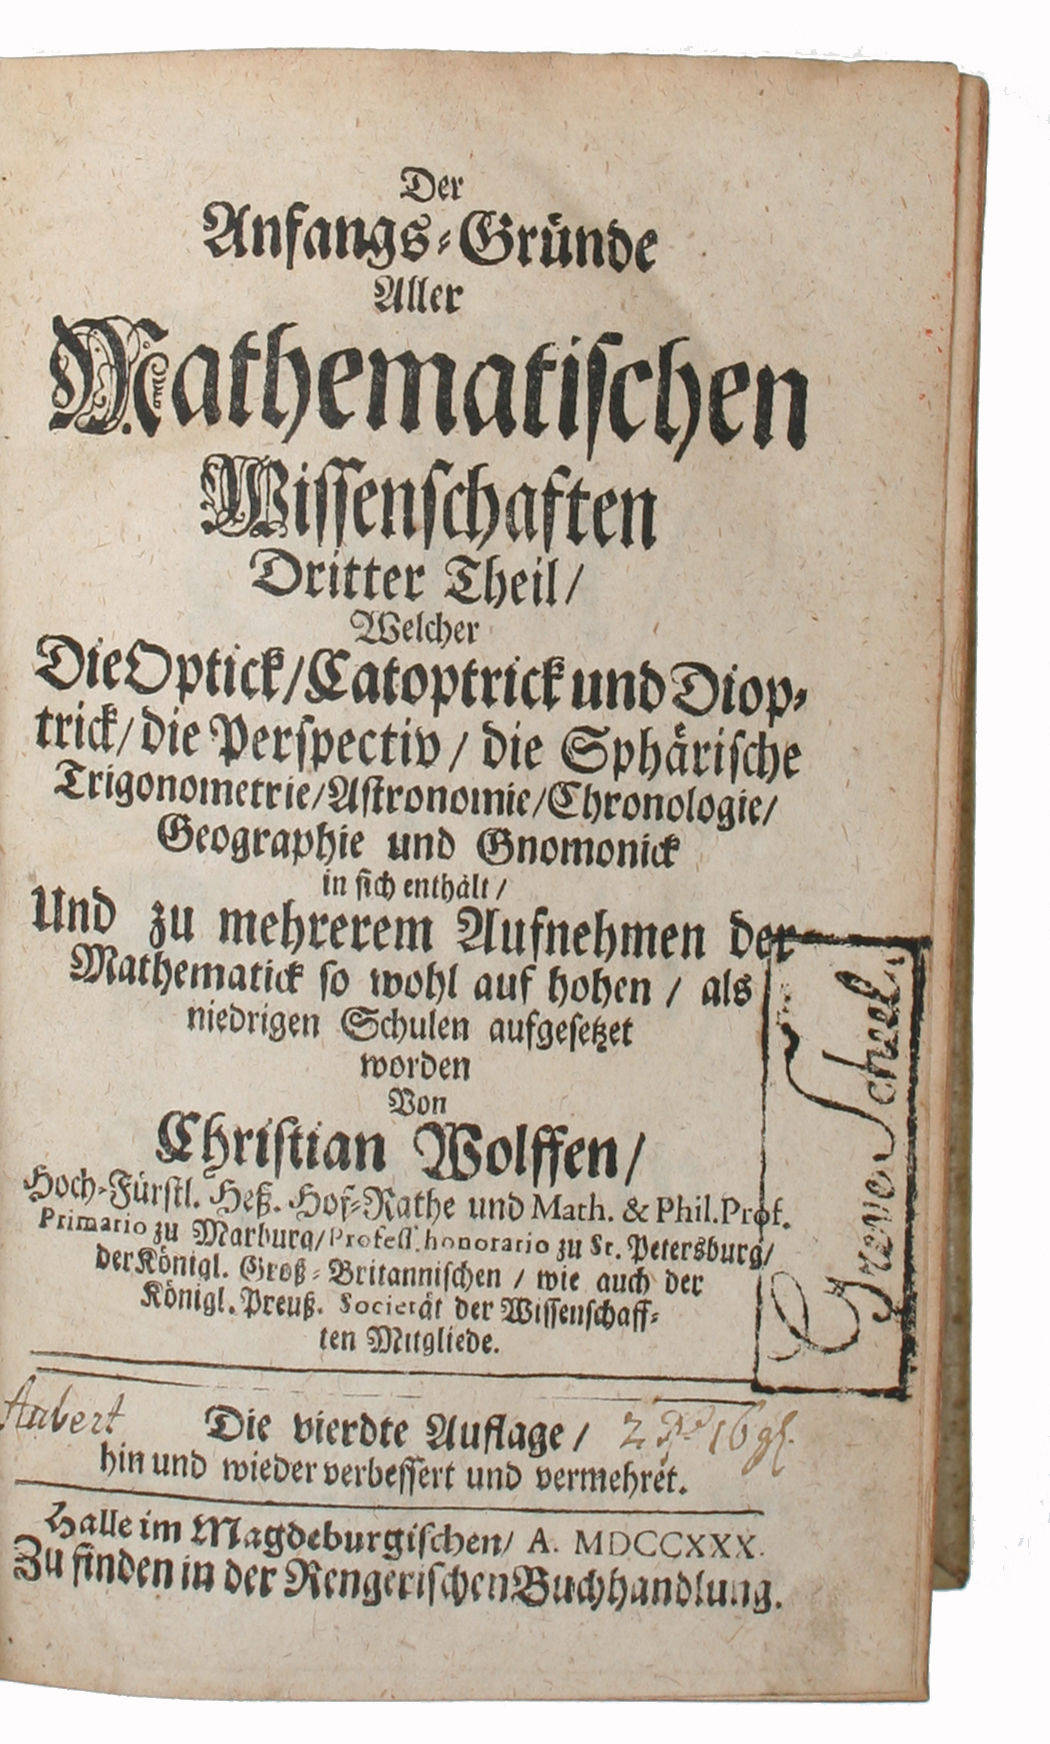 Der
Anfangs-Gründe
Aller
Mathematischen
Wissenschaften
Dritter Theil/
Welcher
Die Optick/Catoptrick und Diop-
trick/die Perspectiv/ die Sphärische
Trigonometrie/Astronomie/Chronologie/
Geographie und Gnomonick
in sich enthält/
Und zu mehrerem Aufnehmen der
Mathematick so wohl auf hohen / als
niedrigen Schulen aufgesetzet
worden
Von
Christian Wolffen/
Hoch-Fürstl. Heß. Hof-Rathe und Math. & Phil. Prof.
Primario zu Marburg/Profess. honorario zu St. Petersburg/
der Königl. Groß-Britannischen / wie auch der
Königl. Preuß. Societät der Wissenschaff-
ten Mitgliede.
Greve Scheel
Aubert
Die vierdte Auflage/
hin und wieder verbessert und vermehret.
Halle im Magdeburgischen/ A. MDCCXXX.
Zu finden in der Rengerischen Buchhandlung.